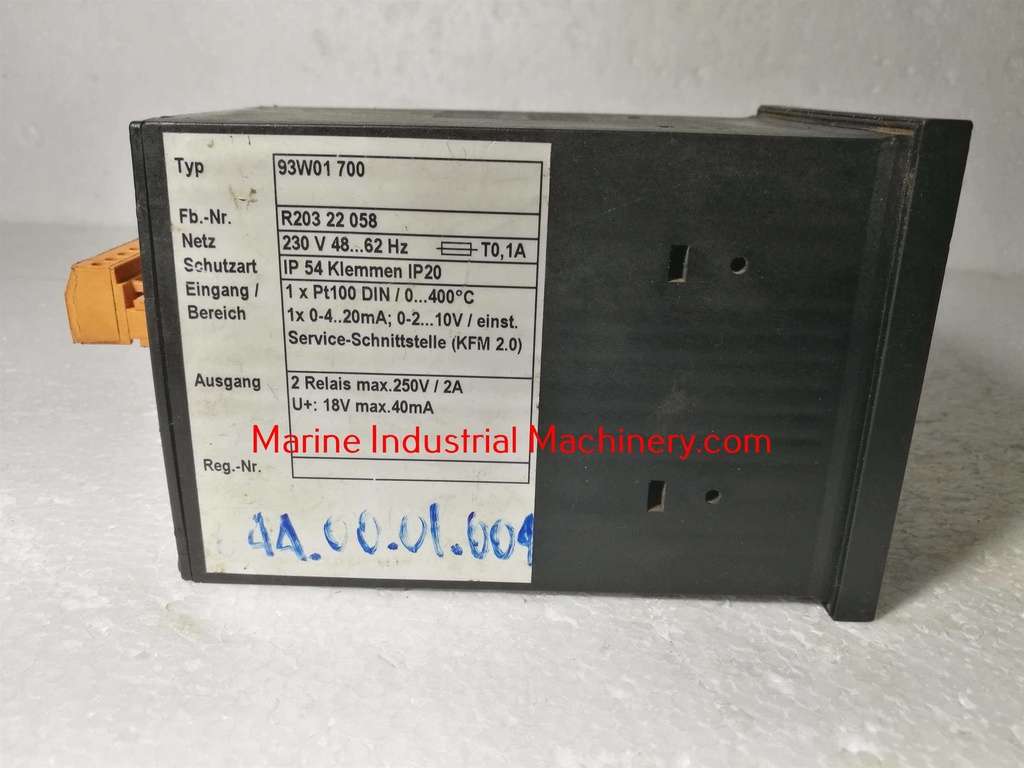 Typ 93W01 700
Fb.-Nr. R203 22 058
Netz 230 V 48...62 Hz T0,1A
Schutzart IP 54 Klemmen IP20
Eingang / 1 x Pt100 DIN / 0...400°C
Bereich 1x 0-4..20mA; 0-2...10V / einst.
Service-Schnittstelle (KFM 2.0)
Ausgang 2 Relais max.250V / 2A
U+: 18V max.40mA
Marine Industrial Machinery.com
Reg.-Nr.
44.00.01.004